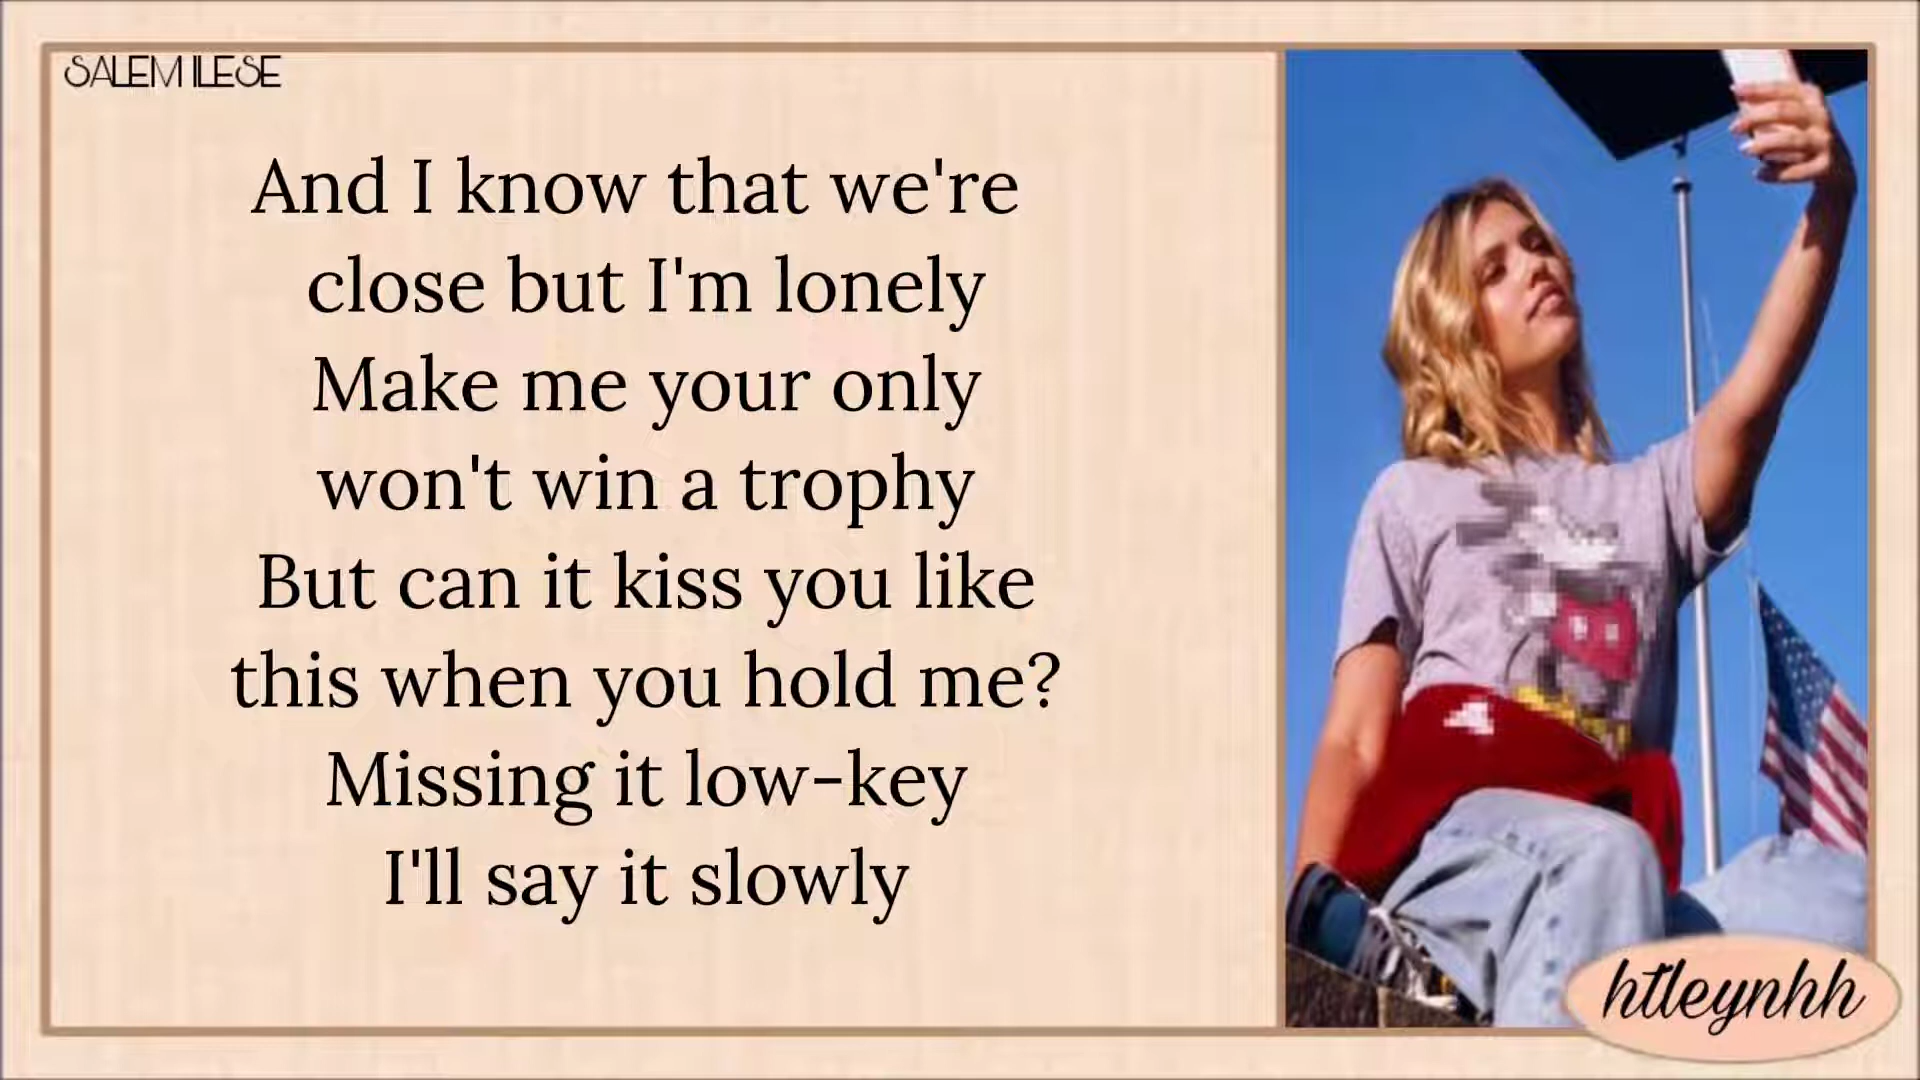 SALEM ILESE
And I know that we're
close but I'm lonely
Make me your only
won't win a trophy
But can it kiss you like
this when you hold me?
Missing it low-key
I'll say it slowly
htleynhh